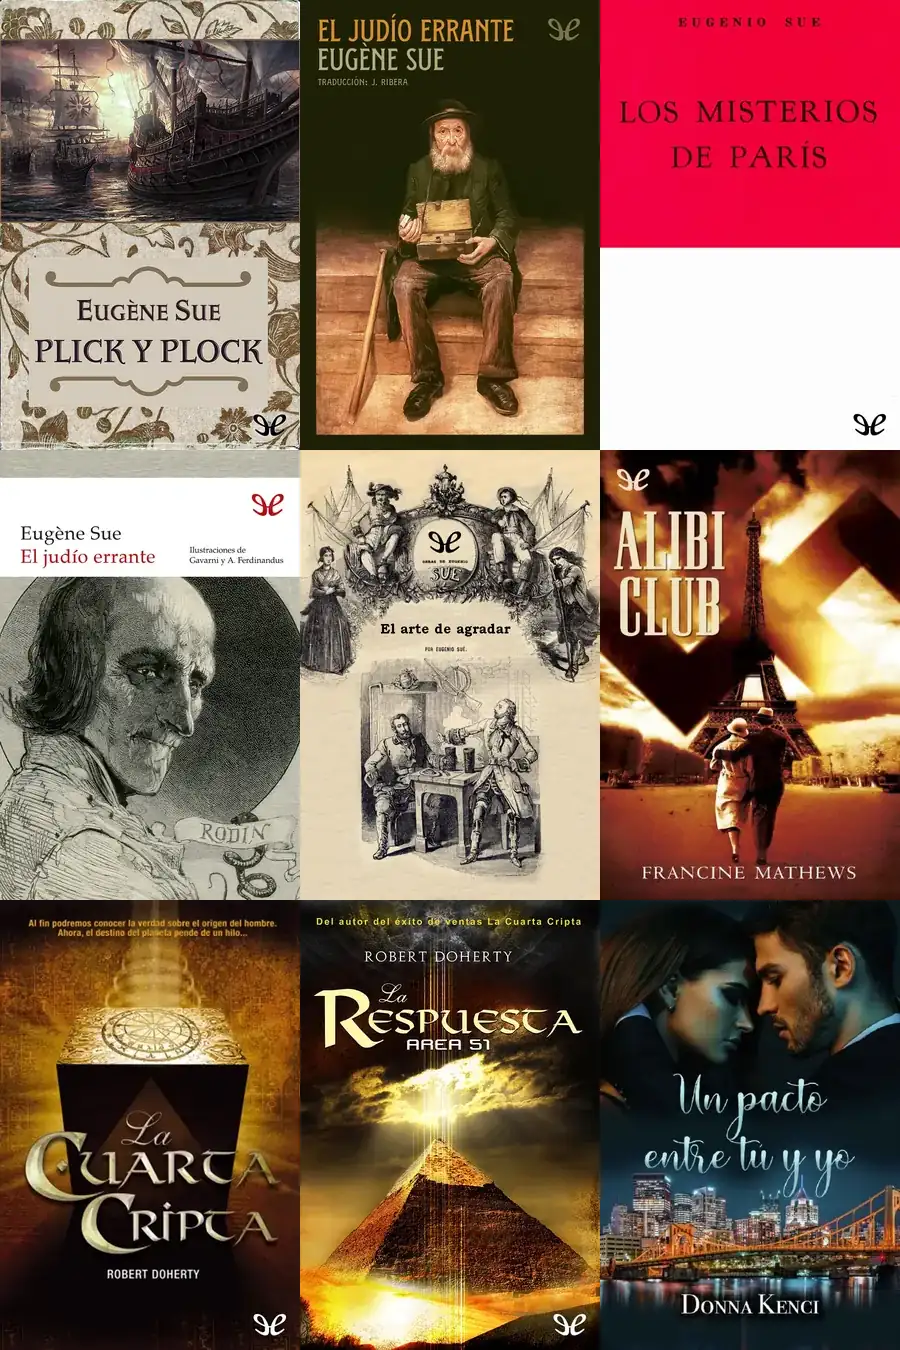 Eugène Sue
PLICK Y PLOCK
EL JUDÍO ERRANTE
EUGÈNE SUE
TRADUCCIÓN: J. RIBERA
EUGENIO SUE
LOS MISTERIOS
DE PARÍS
Eugène Sue
El judío errante
Ilustraciones de
Gavarni y A. Ferdinandus
RODIN
OBRAS DE EUGENIO
SUE
El arte de agradar
POR EUGENIO SUÉ.
ALIBI
CLUB
FRANCINE MATHEWS
Al fin podremos conocer la verdad sobre el origen del hombre.
Ahora, el destino del planeta pende de un hilo...
La
Cuarta
Cripta
ROBERT DOHERTY
Del autor del éxito de ventas La Cuarta Cripta
ROBERT DOHERTY
La
Respuesta
AREA 51
Un pacto
entre tú y yo
Donna Kenci